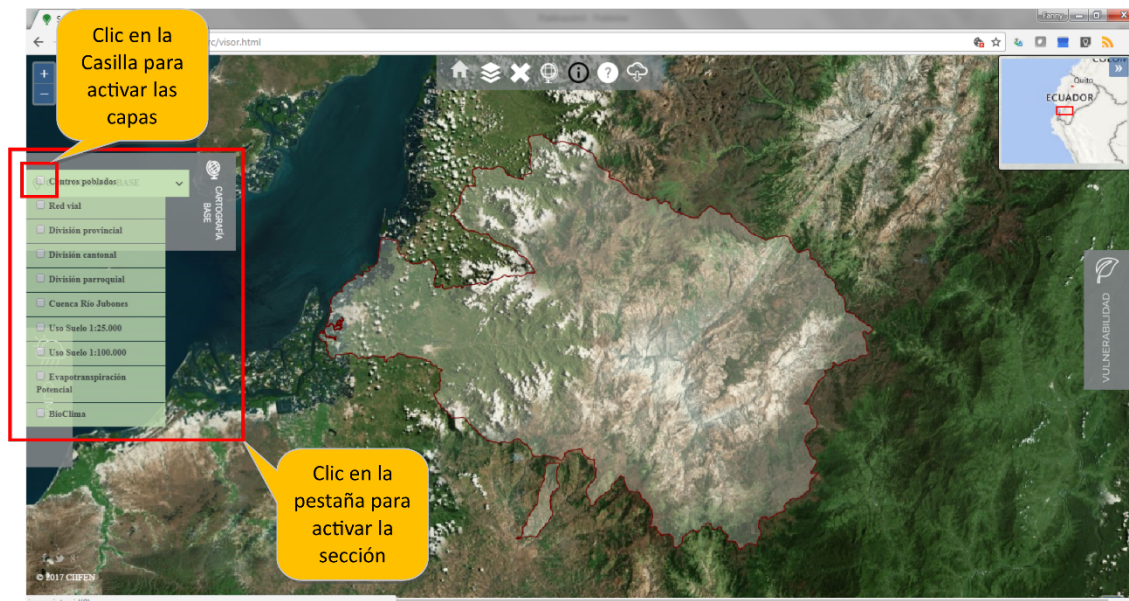 Fanny
rc/visor.html
Clic en la
Casilla para
activar las
capas
Quito
ECUADOR
Centros poblados
BASE
Red vial
División provincial
División cantonal
División parroquial
Cuenca Río Jubones
Uso Suelo 1:25.000
Uso Suelo 1:100.000
Evapotranspiración
Potencial
BioClima
CARTOGRAFÍA
BASE
VULNERABILIDAD
Clic en la
pestaña para
activar la
sección
© 2017 CIIFEN